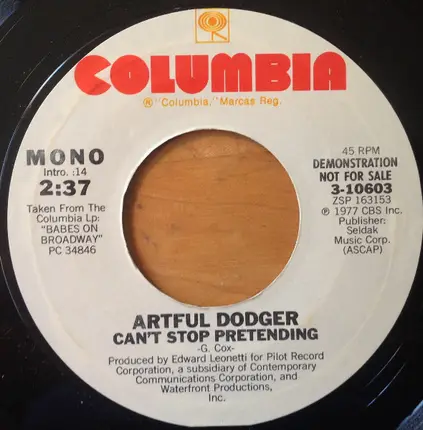 COLUMBIA
® "Columbia," Marcas Reg.
MONO
Intro. :14
2:37
Taken From The
Columbia Lp:
"BABES ON
BROADWAY"
PC 34846
45 RPM
DEMONSTRATION
NOT FOR SALE
3-10603
ZSP 163153
℗ 1977 CBS Inc.
Publisher:
Seldak
Music Corp.
(ASCAP)
ARTFUL DODGER
CAN'T STOP PRETENDING
-G. Cox-
Produced by Edward Leonetti for Pilot Record
Corporation, a subsidiary of Contemporary
Communications Corporation, and
Waterfront Productions,
Inc.